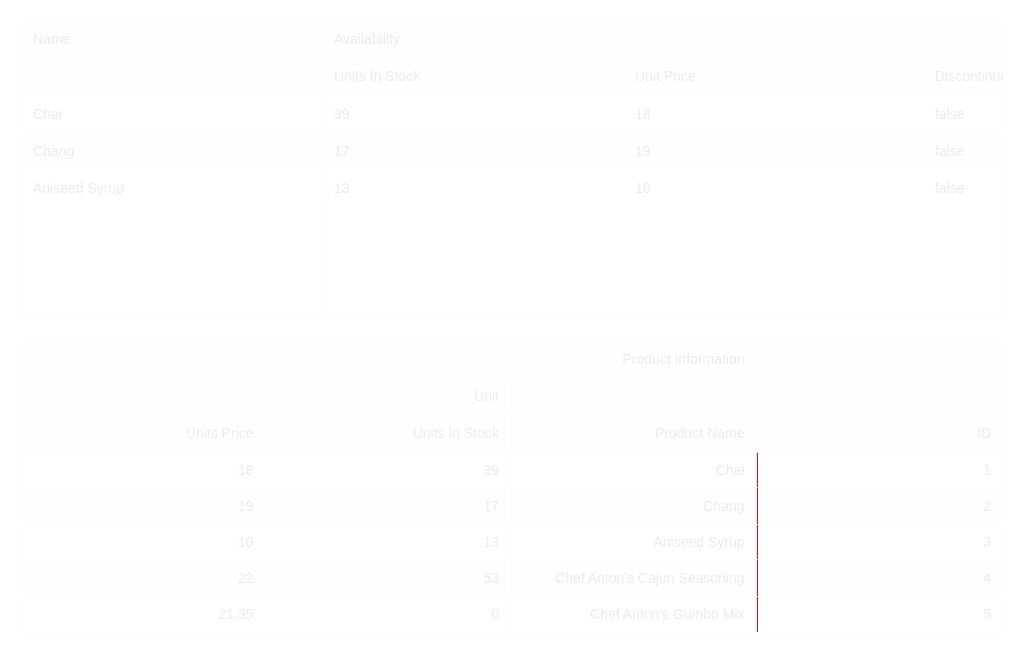 Name Availability
Units In Stock Unit Price Discontinue
Chai 39 18 false
Chang 17 19 false
Aniseed Syrup 13 10 false
Product Information
Unit
Units Price Units In Stock Product Name ID
18 39 Chai 1
19 17 Chang 2
10 13 Aniseed Syrup 3
22 53 Chef Anton's Cajun Seasoning 4
21.35 0 Chef Anton's Gumbo Mix 5